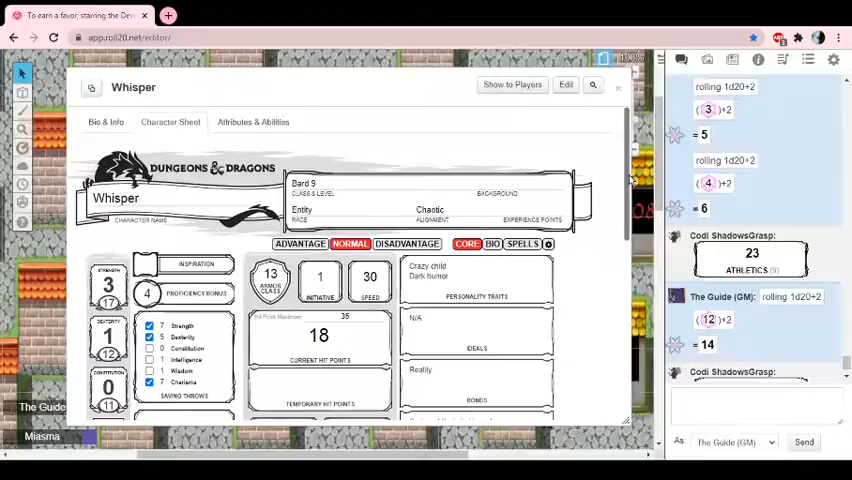 To earn a favor, starring the Dev
app.roll20.net/editor/
100%
Whisper
Show to Players
Edit
Bio & Info
Character Sheet
Attributes & Abilities
DUNGEONS & DRAGONS
Whisper
CHARACTER NAME
Bard 9
CLASS & LEVEL
BACKGROUND
Entity
Chaotic
RACE
ALIGNMENT
EXPERIENCE POINTS
ADVANTAGE NORMAL DISADVANTAGE
CORE BIO SPELLS
STRENGTH
3
17
DEXTERITY
1
12
CONSTITUTION
0
11
INSPIRATION
4
PROFICIENCY BONUS
7 Strength
5 Dexterity
0 Constitution
1 Intelligence
1 Wisdom
7 Charisma
SAVING THROWS
13
ARMOR CLASS
1
INITIATIVE
30
SPEED
Hit Point Maximum 35
18
CURRENT HIT POINTS
TEMPORARY HIT POINTS
Crazy child
Dark humor
PERSONALITY TRAITS
N/A
IDEALS
Reality
BONDS
The Guide
Miasma
rolling 1d20+2
(3)+2
= 5
rolling 1d20+2
(4)+2
= 6
Codi ShadowsGrasp:
23
ATHLETICS (9)
The Guide (GM): rolling 1d20+2
(12)+2
= 14
Codi ShadowsGrasp:
As: The Guide (GM)
Send